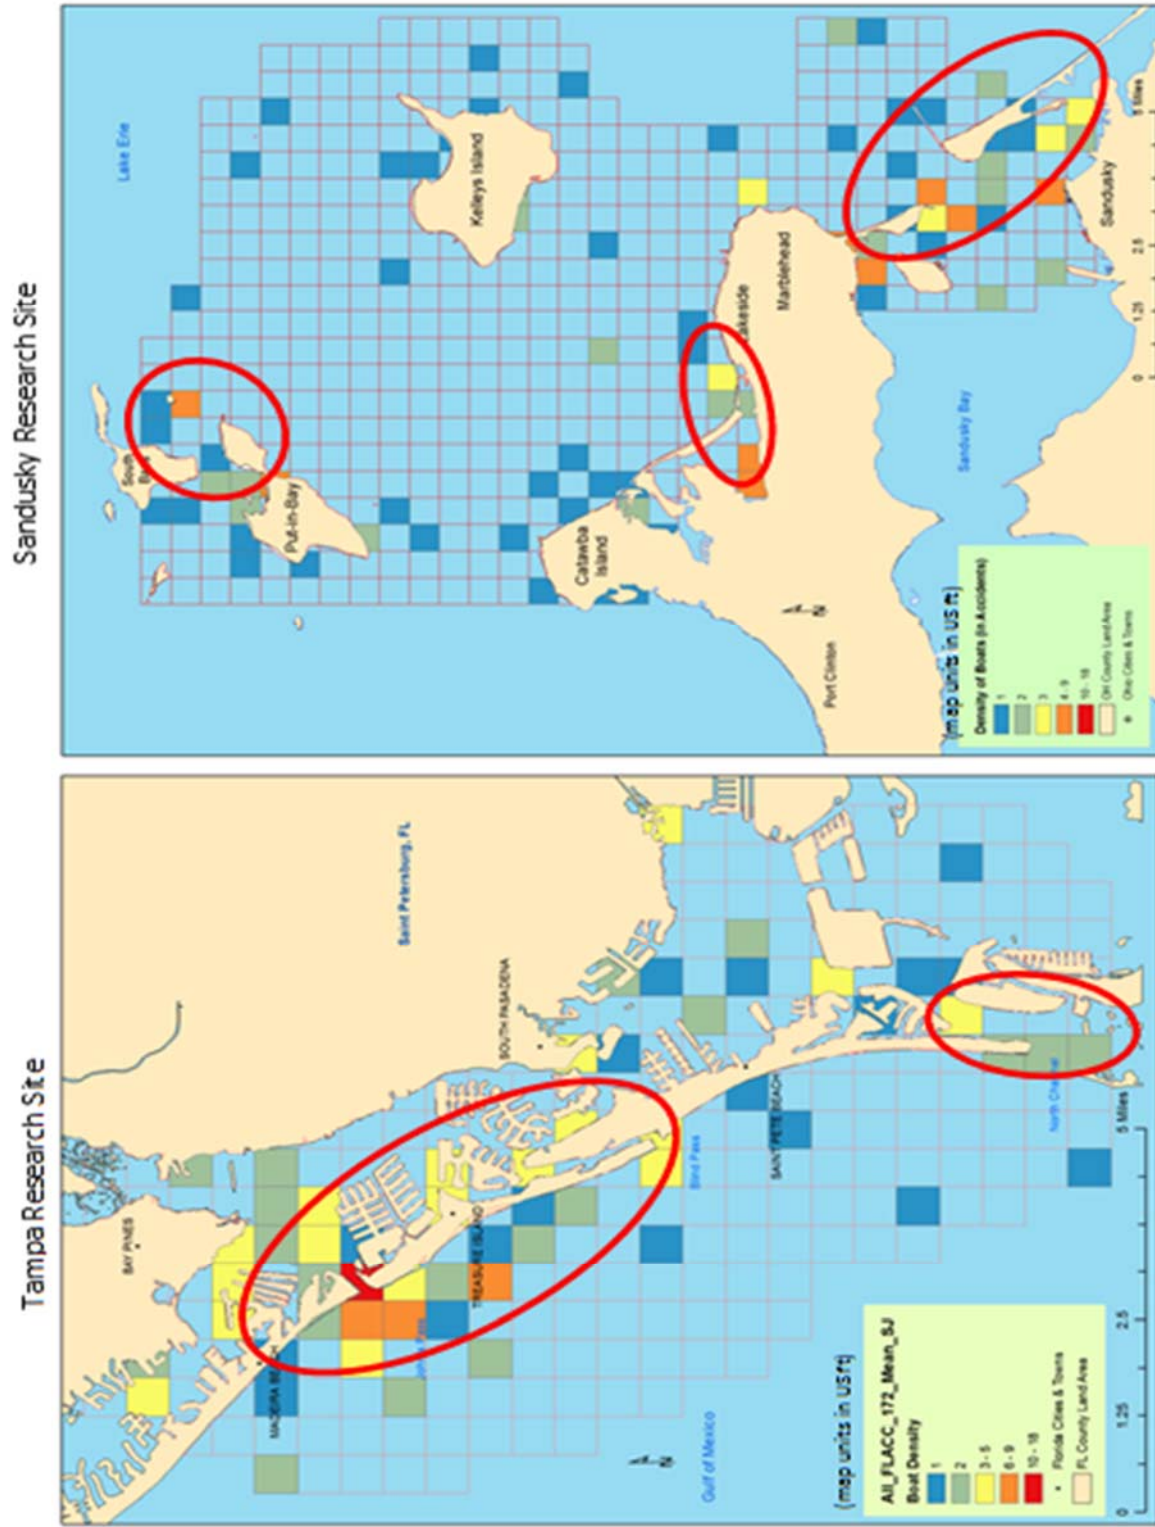 Tampa Research Site
BAY PINES
MADEIRA BEACH
TREASURE ISLAND
SOUTH PASADENA
Saint Petersburg, FL
Blind Pass
SAINT PETE BEACH
North Channel
Gulf of Mexico
N
(map units in US ft)
All_FLACC_172_Mean_SJ
Boat Density
1
2
3 - 5
6 - 9
10 - 18
Florida Cities & Towns
FL County Land Area
0 1.25 2.5 5 Miles
Sandusky Research Site
Lake Erie
South
Put-in-Bay
Kelleys Island
Catawba
Island
Lakeside
Marblehead
Port Clinton
Sandusky Bay
Sandusky
N
(map units in US ft)
Density of Boats (in Accidents)
1
2
3
4 - 9
10 - 18
OH County Land Area
Ohio Cities & Towns
0 1.25 2.5 5 Miles